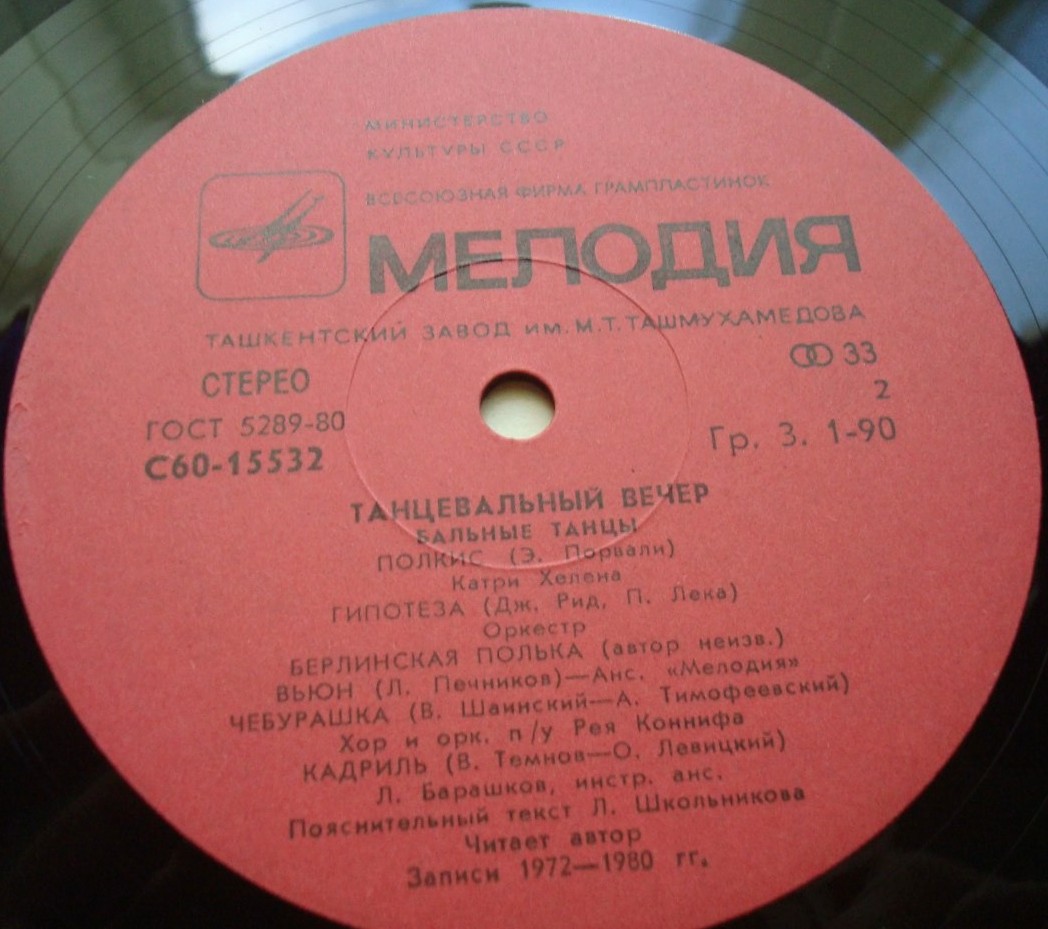 МИНИСТЕРСТВО
КУЛЬТУРЫ СССР
ВСЕСОЮЗНАЯ ФИРМА ГРАМПЛАСТИНОК
МЕЛОДИЯ
ТАШКЕНТСКИЙ ЗАВОД ИМ. М.Т. ТАШМУХАМЕДОВА
СТЕРЕО
33
ГОСТ 5289-80
2
С60-15532
Гр. 3. 1-90
ТАНЦЕВАЛЬНЫЙ ВЕЧЕР
БАЛЬНЫЕ ТАНЦЫ
ПОЛКИС (Э. Порвали)
Катри Хелена
ГИПОТЕЗА (Дж. Рид, П. Лека)
Оркестр
БЕРЛИНСКАЯ ПОЛЬКА (автор неизв.)
ВЬЮН (Л. Печников)—Анс. «Мелодия»
ЧЕБУРАШКА (В. Шаинский—А. Тимофеевский)
Хор и орк. п/у Рея Коннифа
КАДРИЛЬ (В. Темнов—О. Левицкий)
Л. Барашков, инстр. анс.
Пояснительный текст Л. Школьникова
Читает автор
Записи 1972—1980 гг.